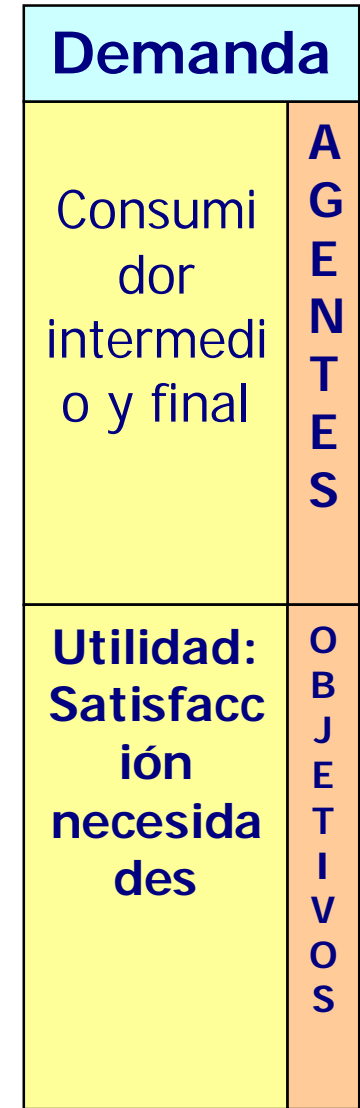 Demanda
Consumi
dor
intermedi
o y final
A
G
E
N
T
E
S
Utilidad:
Satisfacc
ión
necesida
des
O
B
J
E
T
I
V
O
S